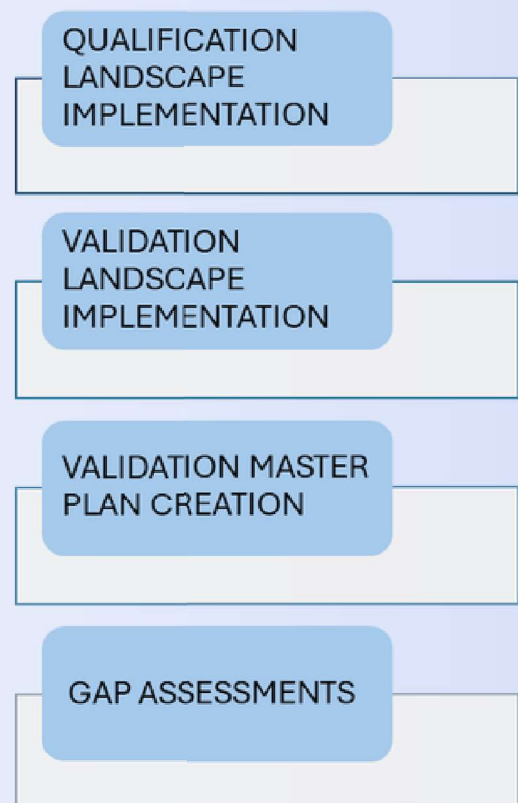 QUALIFICATION
LANDSCAPE
IMPLEMENTATION
VALIDATION
LANDSCAPE
IMPLEMENTATION
VALIDATION MASTER
PLAN CREATION
GAP ASSESSMENTS